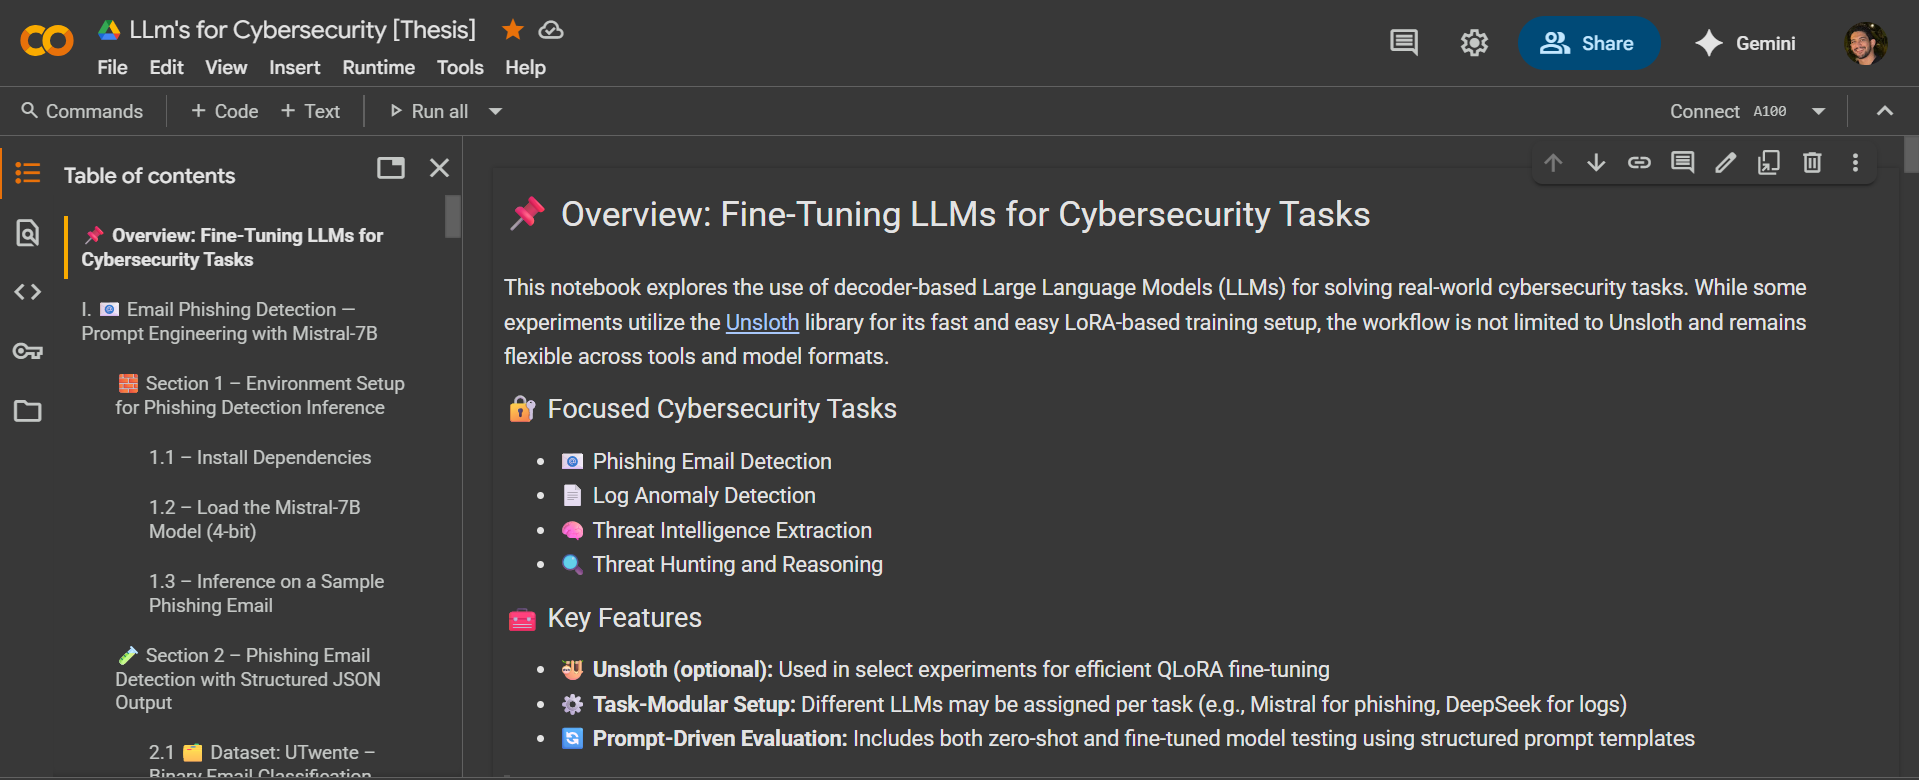 LLm's for Cybersecurity [Thesis]
File Edit View Insert Runtime Tools Help
Share
Gemini
Commands
+ Code + Text
Run all
Connect A100
Table of contents
📌 Overview: Fine-Tuning LLMs for
Cybersecurity Tasks
I. 📧 Email Phishing Detection —
Prompt Engineering with Mistral-7B
🧱 Section 1 – Environment Setup
for Phishing Detection Inference
1.1 – Install Dependencies
1.2 – Load the Mistral-7B
Model (4-bit)
1.3 – Inference on a Sample
Phishing Email
🧪 Section 2 – Phishing Email
Detection with Structured JSON
Output
2.1 🗂️ Dataset: UTwente –
Binary Email Classification
📌 Overview: Fine-Tuning LLMs for Cybersecurity Tasks
This notebook explores the use of decoder-based Large Language Models (LLMs) for solving real-world cybersecurity tasks. While some
experiments utilize the Unsloth library for its fast and easy LoRA-based training setup, the workflow is not limited to Unsloth and remains
flexible across tools and model formats.
🔐 Focused Cybersecurity Tasks
• 📧 Phishing Email Detection
• 📄 Log Anomaly Detection
• 🧠 Threat Intelligence Extraction
• 🔍 Threat Hunting and Reasoning
🧰 Key Features
• 🦥 Unsloth (optional): Used in select experiments for efficient QLoRA fine-tuning
• ⚙️ Task-Modular Setup: Different LLMs may be assigned per task (e.g., Mistral for phishing, DeepSeek for logs)
• 🔄 Prompt-Driven Evaluation: Includes both zero-shot and fine-tuned model testing using structured prompt templates